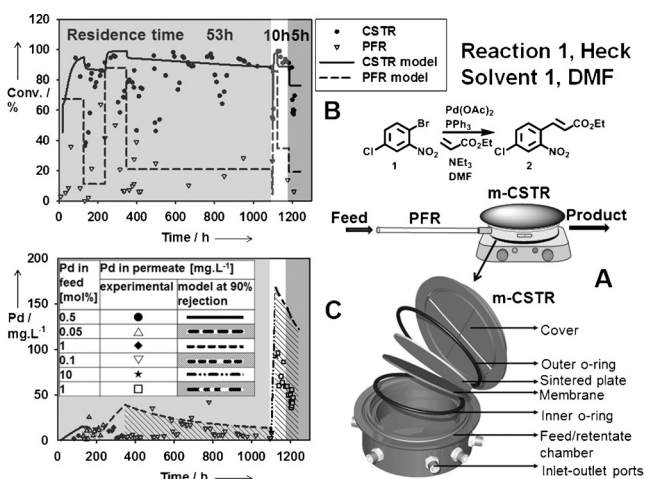 120
100
80
60
40
20
0
Conv. /
%
Residence time 53h 10h 5h
0 200 400 600 800 1000 1200
Time / h
CSTR
PFR
CSTR model
PFR model
Reaction 1, Heck
Solvent 1, DMF
B
Pd(OAc)2
PPh3
CO2Et
NEt3
DMF
Br
NO2
Cl
1
CO2Et
NO2
Cl
2
m-CSTR
Feed PFR Product
A
200
150
100
50
0
Pd /
mg.L-1
Pd in feed [mol%]
Pd in permeate [mg.L-1]
experimental
model at 90% rejection
0.5
0.05
1
0.1
10
1
0 200 400 600 800 1000 1200
Time / h
C
m-CSTR
Cover
Outer o-ring
Sintered plate
Membrane
Inner o-ring
Feed/retentate
chamber
Inlet-outlet ports